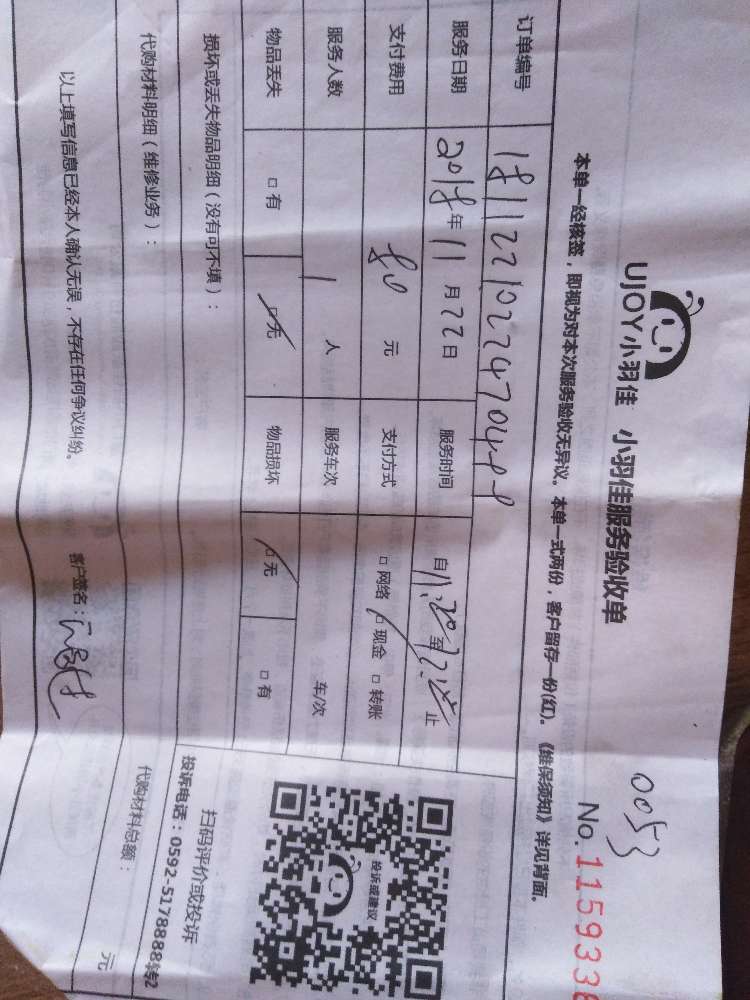 0053
UJOY小羽佳 小羽佳服务验收单
No. 1159338
本单一经核签，即视为对本次服务验收无异议。本单一式两份，客户留存一份(红)。《维保须知》详见背面。
订单编号
服务日期 2018年 11 月 22 日 服务时间 自 至 止
支付费用 80 元 支付方式 □ 网络 □ 现金 □ 转账
服务人数 1 人 服务车次 车/次
物品丢失 □ 有 □ 无 物品损坏 □ 无 □ 有
损坏或丢失物品明细（没有可不填）：
投诉或建议
扫码评价或投诉
投诉电话：0592-5178888转2
代购材料明细（维修业务）：
代购材料总额： 元
以上填写信息已经本人确认无误，不存在任何争议纠纷。 客户签名：